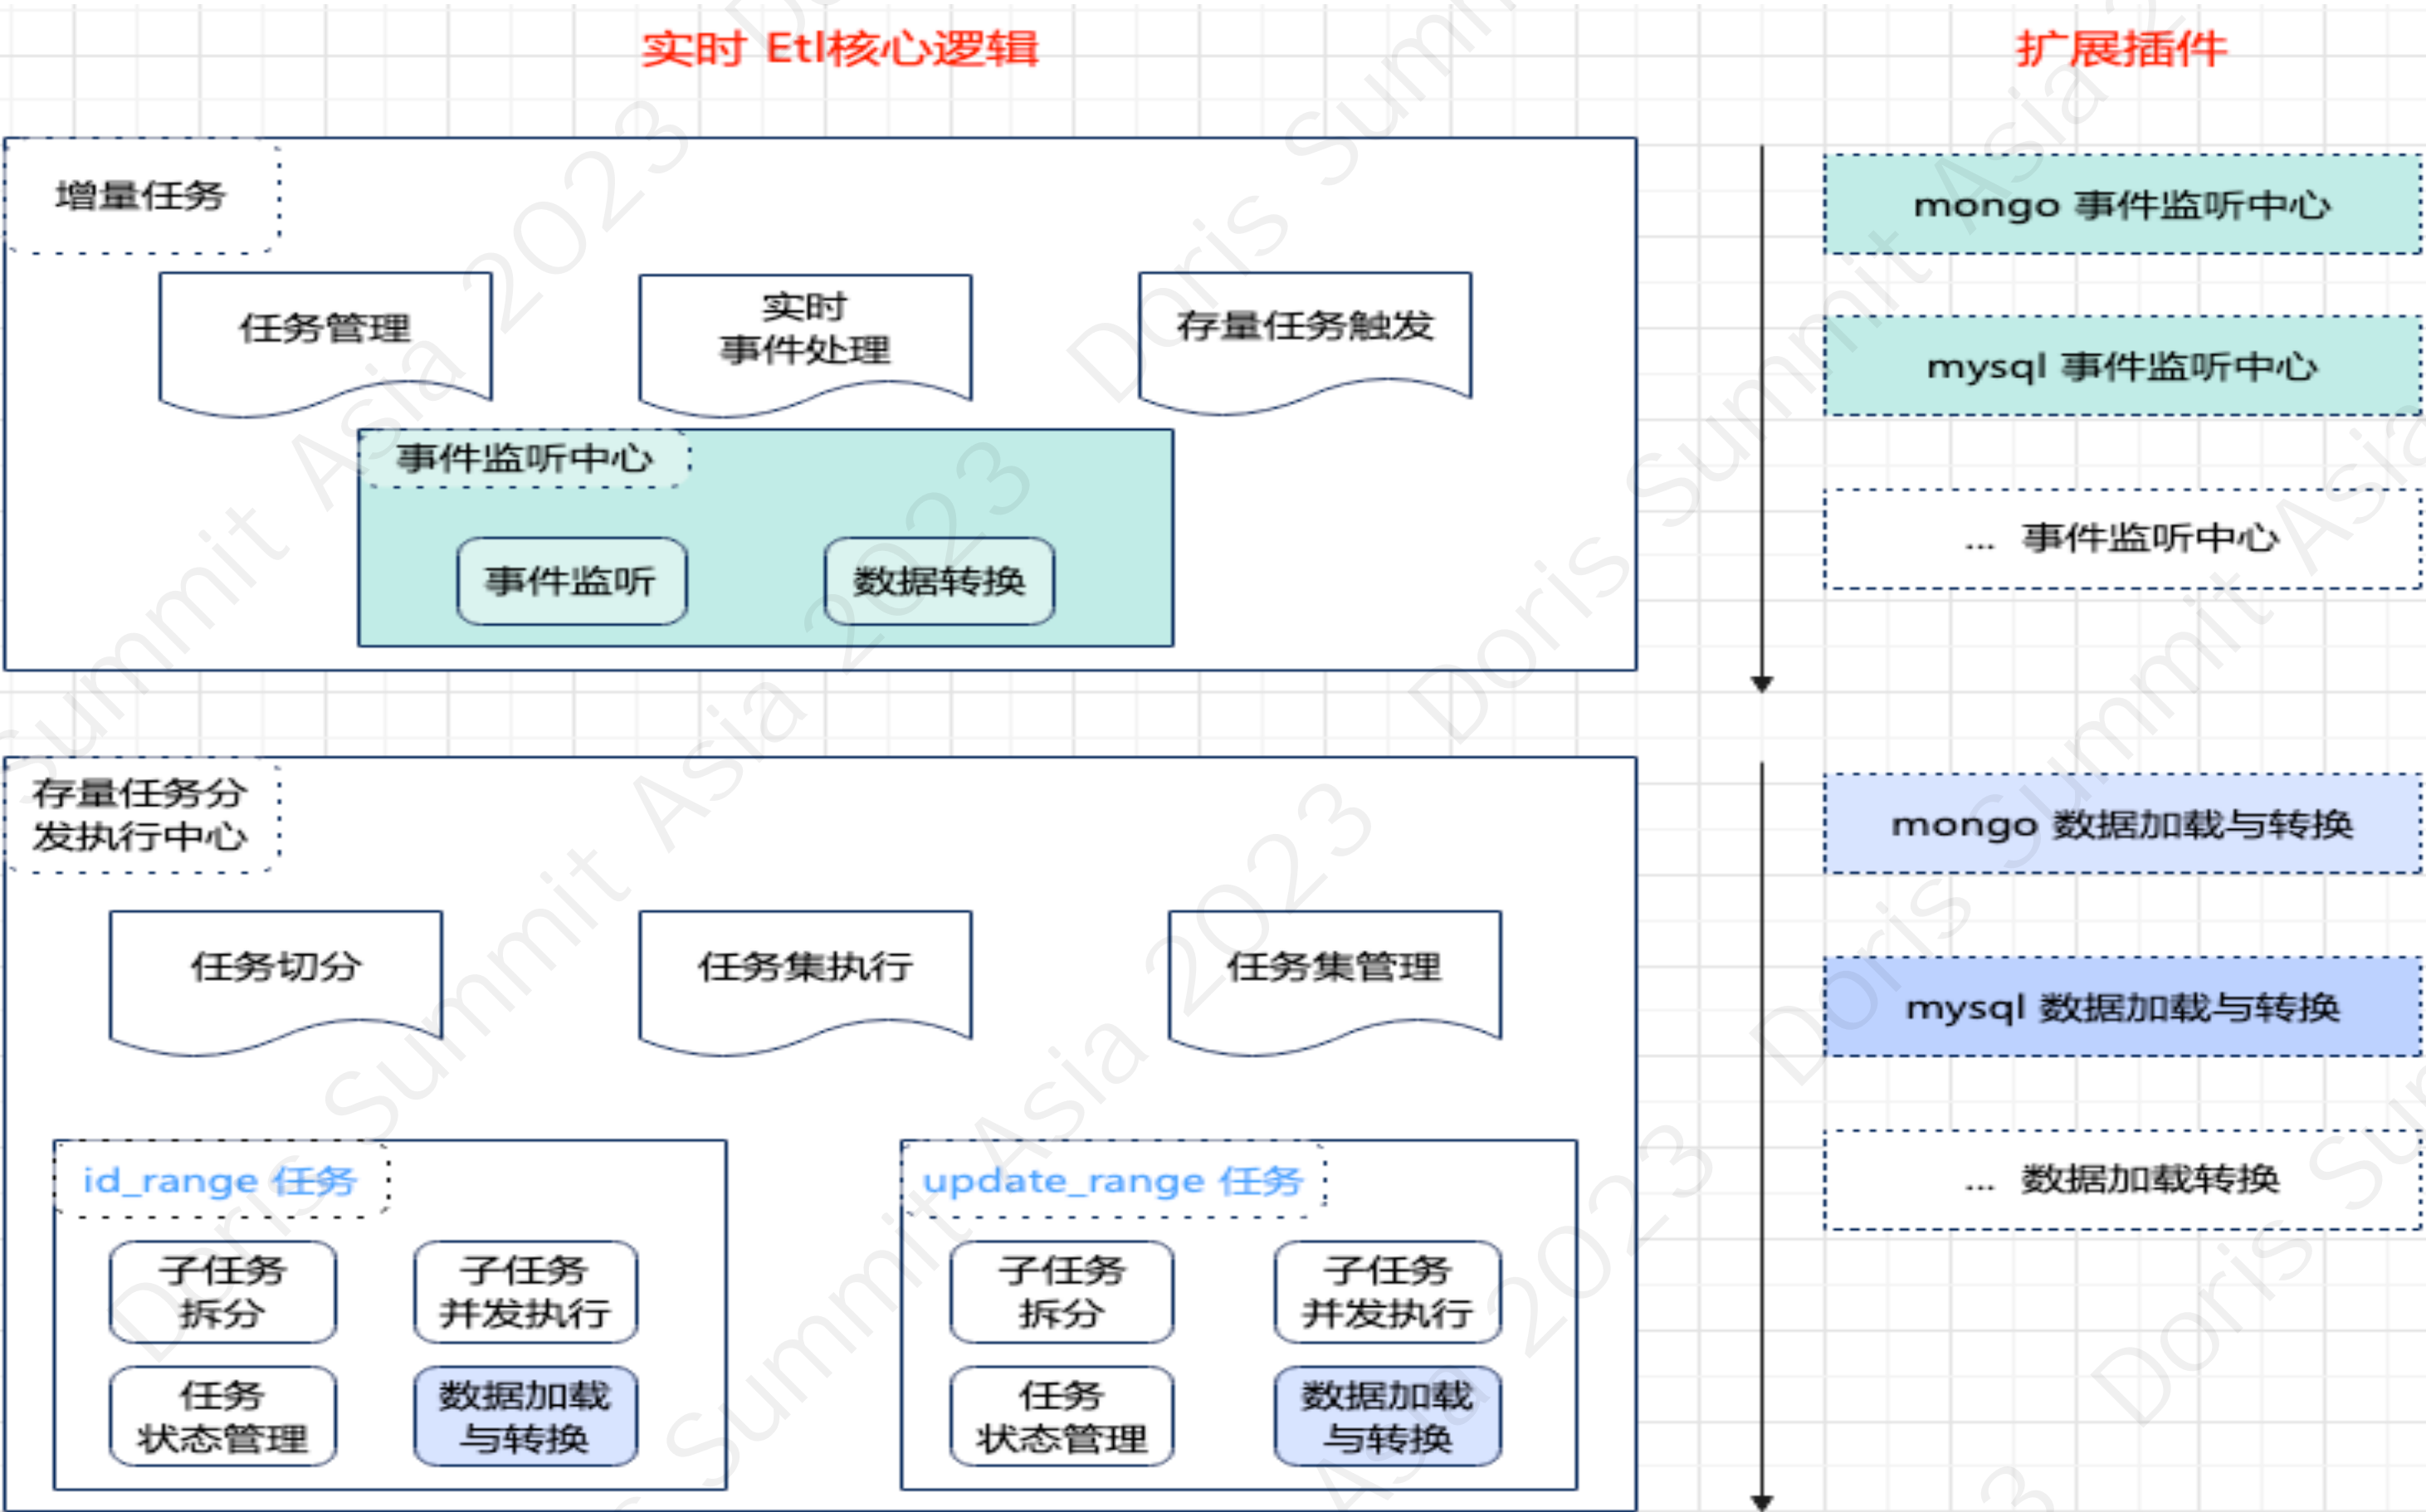 实时 Etl核心逻辑
扩展插件
增量任务
任务管理
实时
事件处理
存量任务触发
事件监听中心
事件监听
数据转换
mongo 事件监听中心
mysql 事件监听中心
... 事件监听中心
存量任务分
发执行中心
任务切分
任务集执行
任务集管理
id_range 任务
子任务
拆分
子任务
并发执行
任务
状态管理
数据加载
与转换
update_range 任务
子任务
拆分
子任务
并发执行
任务
状态管理
数据加载
与转换
mongo 数据加载与转换
mysql 数据加载与转换
... 数据加载转换
Doris Summit Asia 2023